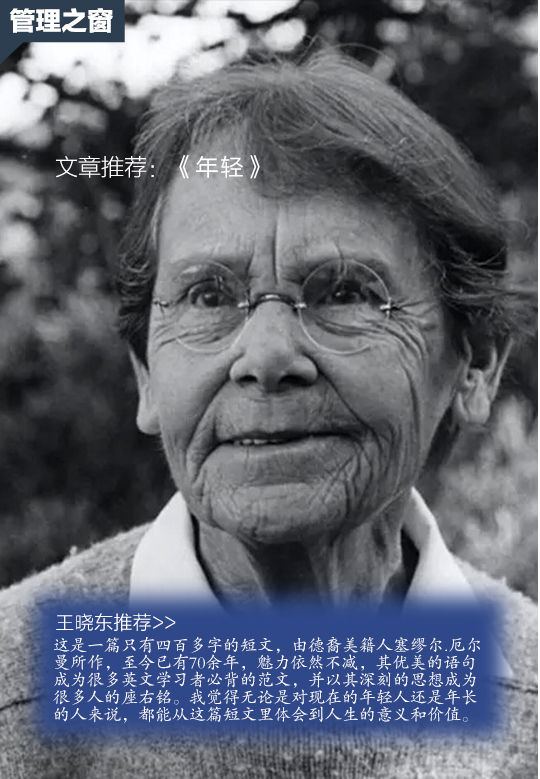 管理之窗
文章推荐：《年轻》
王晓东推荐>>
这是一篇只有四百多字的短文，由德裔美籍人塞缪尔.厄尔
曼所作，至今已有70余年，魅力依然不减，其优美的语句
成为很多英文学习者必背的范文，并以其深刻的思想成为
很多人的座右铭。我觉得无论是对现在的年轻人还是年长
的人来说，都能从这篇短文里体会到人生的意义和价值。